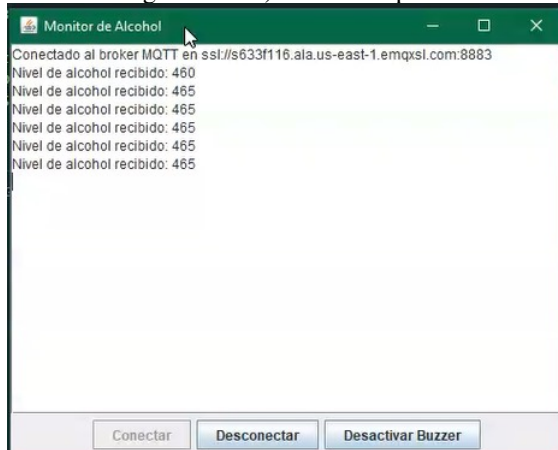 Monitor de Alcohol
Conectado al broker MQTT en ssl://s633f116.ala.us-east-1.emqxsl.com:8883
Nivel de alcohol recibido: 460
Nivel de alcohol recibido: 465
Nivel de alcohol recibido: 465
Nivel de alcohol recibido: 465
Nivel de alcohol recibido: 465
Nivel de alcohol recibido: 465
Conectar Desconectar Desactivar Buzzer